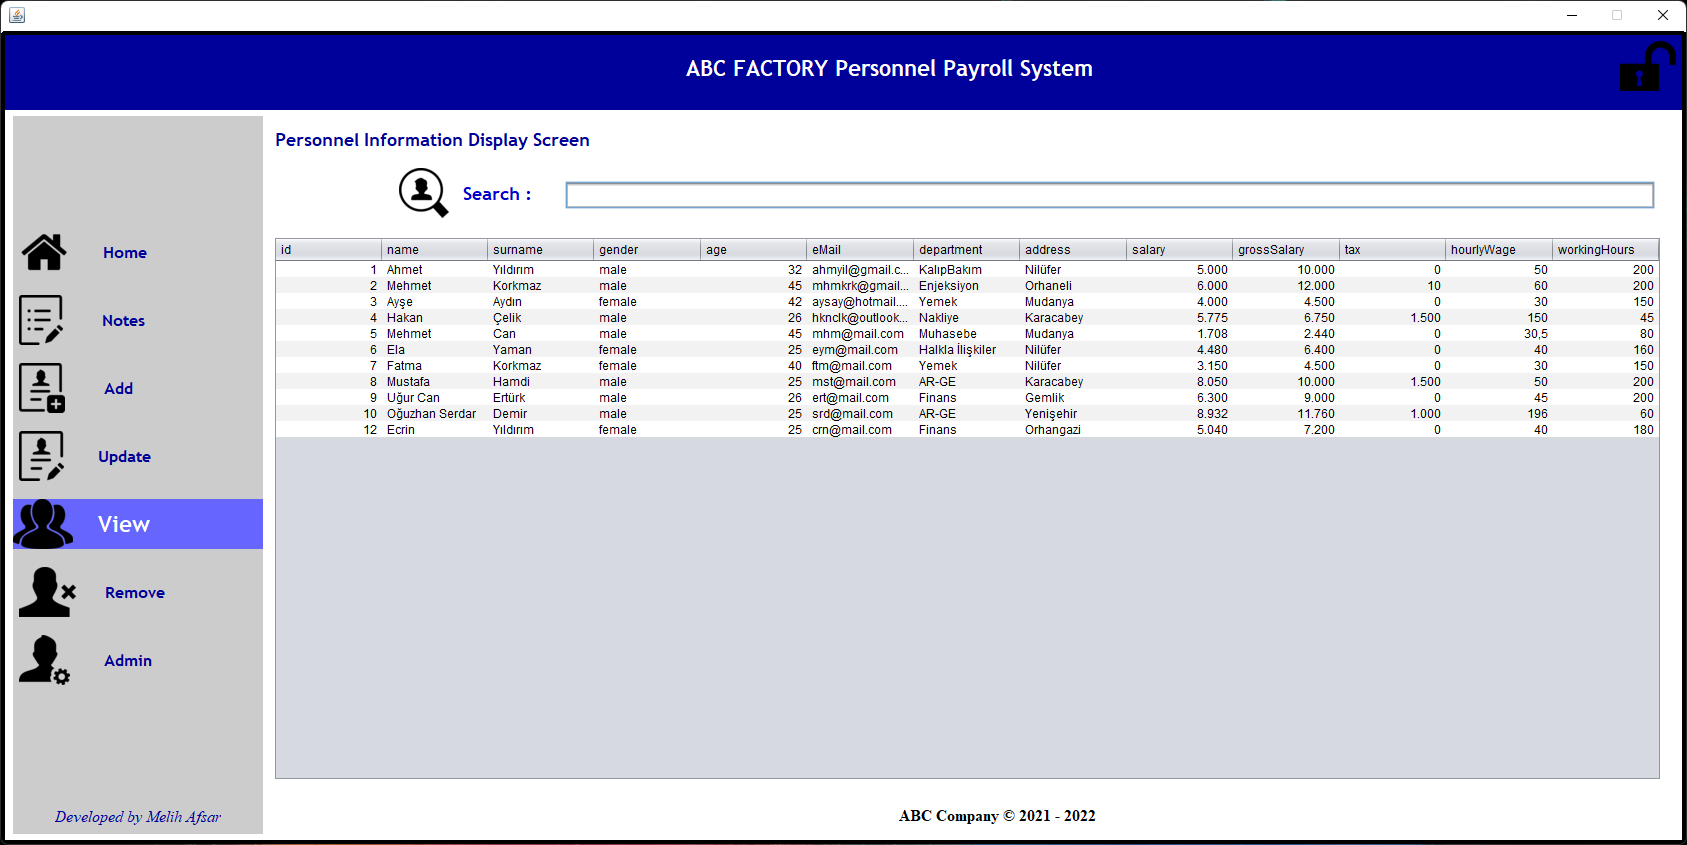 ABC FACTORY Personnel Payroll System
Personnel Information Display Screen
Search :
Home
Notes
Add
Update
View
Remove
Admin
Developed by Melih Afsar
id name surname gender age eMail department address salary grossSalary tax hourlyWage workingHours
1 Ahmet Yıldırım male 32 ahmyil@gmail.c... KalıpBakım Nilüfer 5.000 10.000 0 50 200
2 Mehmet Korkmaz male 45 mhmkrk@gmail... Enjeksiyon Orhaneli 6.000 12.000 10 60 200
3 Ayşe Aydın female 42 aysay@hotmail.... Yemek Mudanya 4.000 4.500 0 30 150
4 Hakan Çelik male 26 hknclk@outlook... Nakliye Karacabey 5.775 6.750 1.500 150 45
5 Mehmet Can male 45 mhm@mail.com Muhasebe Mudanya 1.708 2.440 0 30,5 80
6 Ela Yaman female 25 eym@mail.com Halkla İlişkiler Nilüfer 4.480 6.400 0 40 160
7 Fatma Korkmaz female 40 ftm@mail.com Yemek Nilüfer 3.150 4.500 0 30 150
8 Mustafa Hamdi male 25 mst@mail.com AR-GE Karacabey 8.050 10.000 1.500 50 200
9 Uğur Can Ertürk male 26 ert@mail.com Finans Gemlik 6.300 9.000 0 45 200
10 Oğuzhan Serdar Demir male 25 srd@mail.com AR-GE Yenişehir 8.932 11.760 1.000 196 60
12 Ecrin Yıldırım female 25 crn@mail.com Finans Orhangazi 5.040 7.200 0 40 180
ABC Company © 2021 - 2022